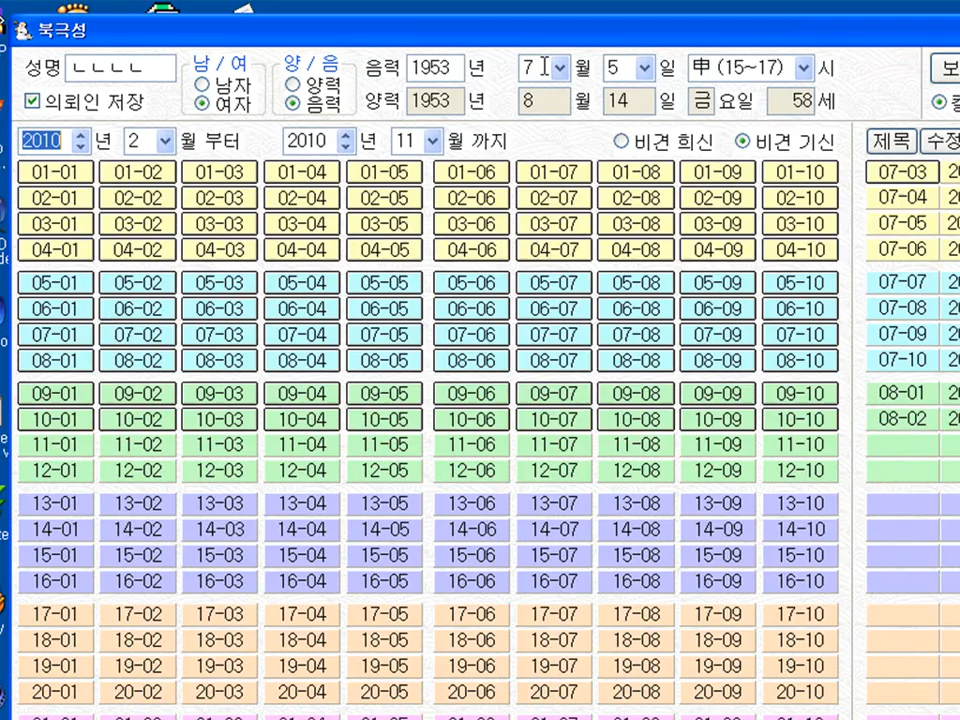 북극성
성명 ㄴㄴㄴㄴ 남 / 여 양 / 음 음력 1953 년 7 월 5 일 申 (15~17) 시 보
남자 양력
의뢰인 저장 여자 음력 양력 1953 년 8 월 14 일 금 요일 58 세
2010 년 2 월 부터 2010 년 11 월 까지 비견 희신 비견 기신 제목 수정
01-01 01-02 01-03 01-04 01-05 01-06 01-07 01-08 01-09 01-10 07-03
02-01 02-02 02-03 02-04 02-05 02-06 02-07 02-08 02-09 02-10 07-04
03-01 03-02 03-03 03-04 03-05 03-06 03-07 03-08 03-09 03-10 07-05
04-01 04-02 04-03 04-04 04-05 04-06 04-07 04-08 04-09 04-10 07-06
05-01 05-02 05-03 05-04 05-05 05-06 05-07 05-08 05-09 05-10 07-07
06-01 06-02 06-03 06-04 06-05 06-06 06-07 06-08 06-09 06-10 07-08
07-01 07-02 07-03 07-04 07-05 07-06 07-07 07-08 07-09 07-10 07-09
08-01 08-02 08-03 08-04 08-05 08-06 08-07 08-08 08-09 08-10 07-10
09-01 09-02 09-03 09-04 09-05 09-06 09-07 09-08 09-09 09-10 08-01
10-01 10-02 10-03 10-04 10-05 10-06 10-07 10-08 10-09 10-10 08-02
11-01 11-02 11-03 11-04 11-05 11-06 11-07 11-08 11-09 11-10
12-01 12-02 12-03 12-04 12-05 12-06 12-07 12-08 12-09 12-10
13-01 13-02 13-03 13-04 13-05 13-06 13-07 13-08 13-09 13-10
14-01 14-02 14-03 14-04 14-05 14-06 14-07 14-08 14-09 14-10
15-01 15-02 15-03 15-04 15-05 15-06 15-07 15-08 15-09 15-10
16-01 16-02 16-03 16-04 16-05 16-06 16-07 16-08 16-09 16-10
17-01 17-02 17-03 17-04 17-05 17-06 17-07 17-08 17-09 17-10
18-01 18-02 18-03 18-04 18-05 18-06 18-07 18-08 18-09 18-10
19-01 19-02 19-03 19-04 19-05 19-06 19-07 19-08 19-09 19-10
20-01 20-02 20-03 20-04 20-05 20-06 20-07 20-08 20-09 20-10